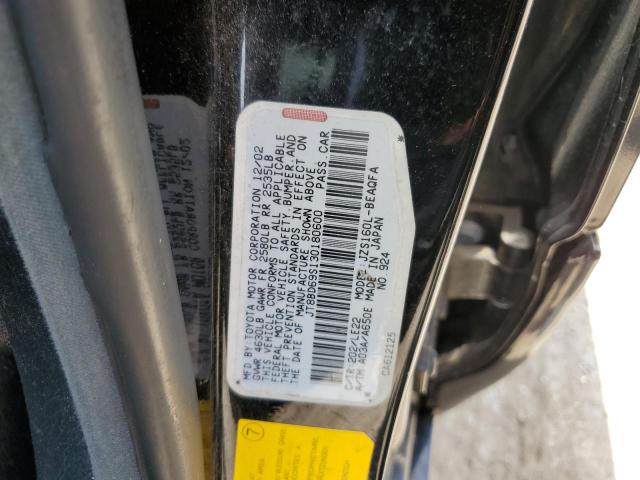 MFD BY: TOYOTA MOTOR CORPORATION 12/02
GVWR 4630LB GAWR FR 2580LB RR 2535LB
THIS VEHICLE CONFORMS TO ALL APPLICABLE
FEDERAL MOTOR VEHICLE SAFETY, BUMPER, AND
THEFT PREVENTION STANDARDS IN EFFECT ON
THE DATE OF MANUFACTURE SHOWN ABOVE.
JT8BD69S130180600 PASS.CAR
C/TR:202/LE22 MODEL:JZS160L-BEAQFA
A/TM:A03A/A650E MADE IN JAPAN
NO 924
CA612125
7